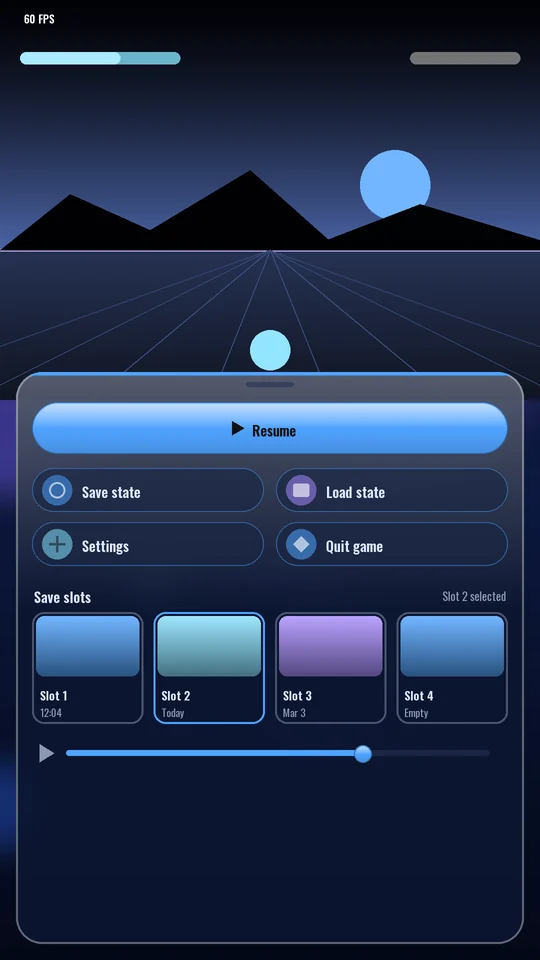 60 FPS
Resume
Save state
Load state
Settings
Quit game
Save slots
Slot 2 selected
Slot 1
12:04
Slot 2
Today
Slot 3
Mar 3
Slot 4
Empty